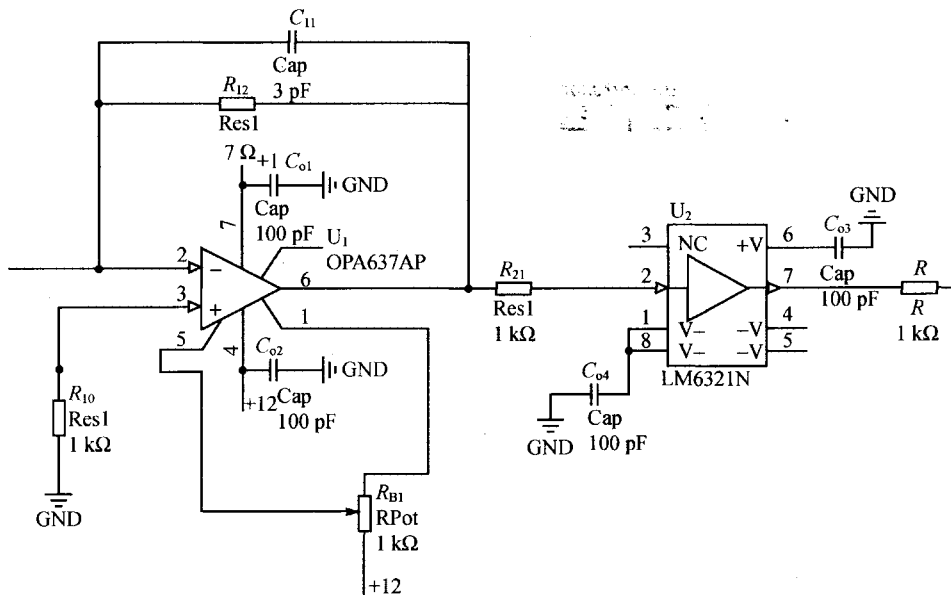 C11
Cap
3 pF
R12
Res1
7 Ω
+1
Co1
GND
Cap
100 pF
7
U1
OPA637AP
2
−
3
+
6
1
5
4
Co2
GND
Cap
100 pF
+12
R10
Res1
1 kΩ
GND
RB1
RPot
1 kΩ
+12
R21
Res1
1 kΩ
U2
3
NC
+V
6
2
7
1
V−
−V
4
8
V−
−V
5
LM6321N
GND
Co3
Cap
100 pF
R
R
1 kΩ
Co4
Cap
100 pF
GND